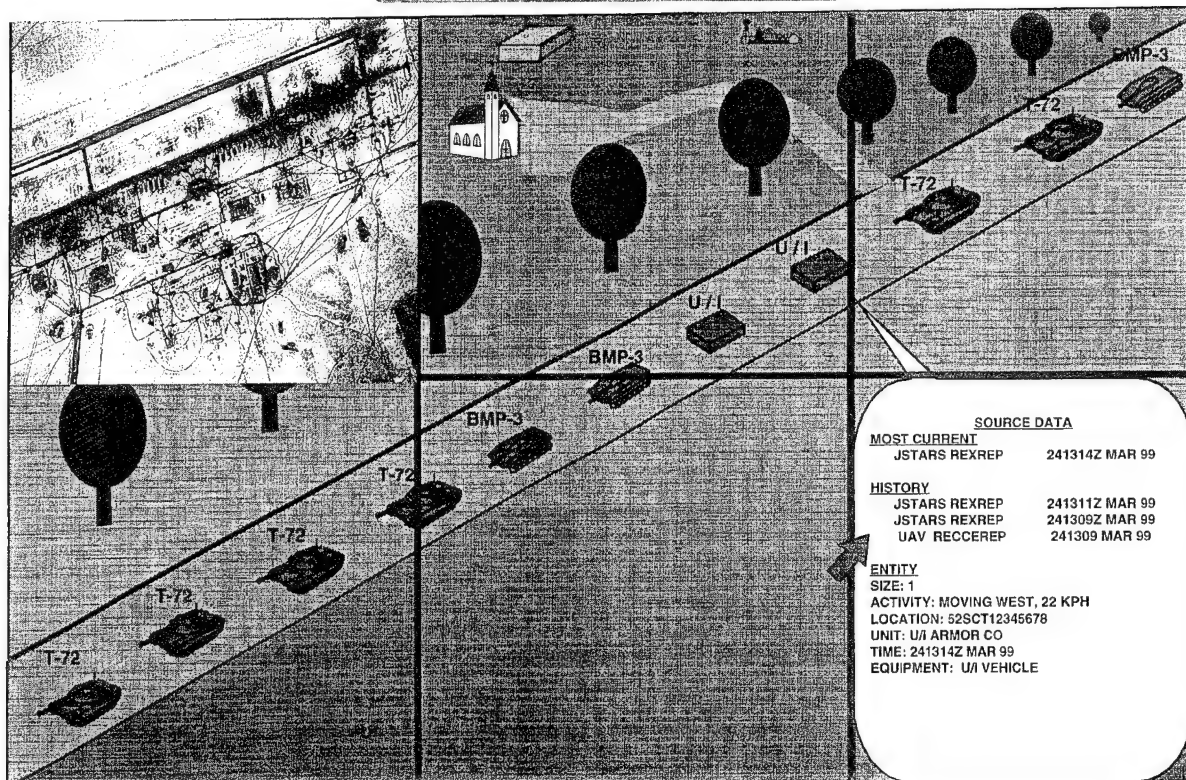 BMP-3
T-72
T-72
U / I
U / I
BMP-3
BMP-3
T-72
T-72
T-72
T-72
SOURCE DATA
MOST CURRENT
JSTARS REXREP 241314Z MAR 99
HISTORY
JSTARS REXREP 241311Z MAR 99
JSTARS REXREP 241309Z MAR 99
UAV RECCEREP 241309 MAR 99
ENTITY
SIZE: 1
ACTIVITY: MOVING WEST, 22 KPH
LOCATION: 52SCT12345678
UNIT: U/I ARMOR CO
TIME: 241314Z MAR 99
EQUIPMENT: U/I VEHICLE